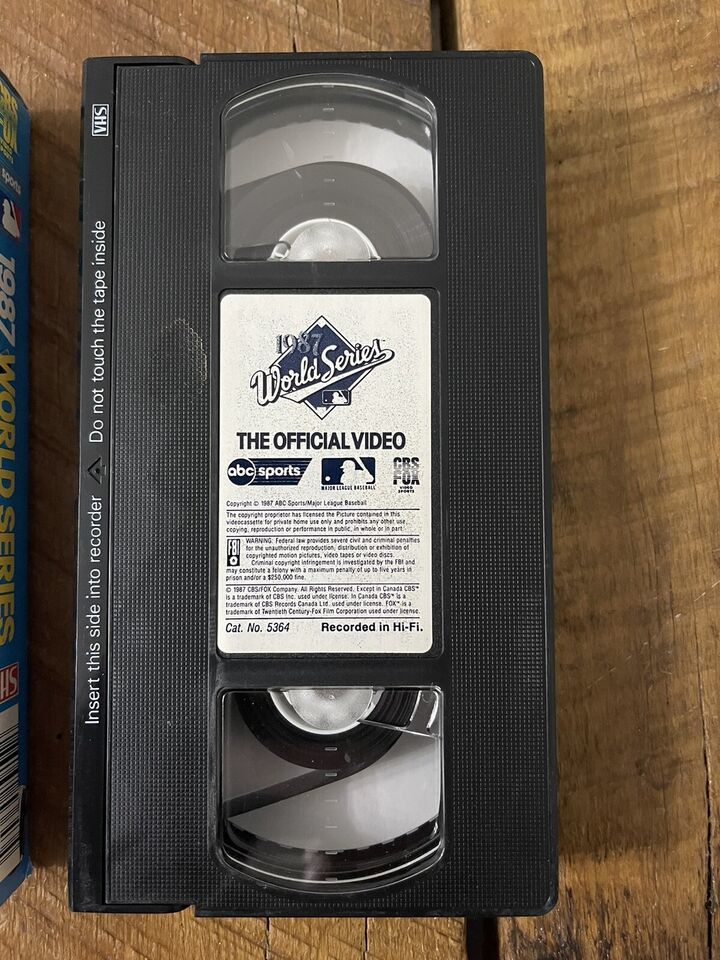 VHS
Insert this side into recorder Do not touch the tape inside
1987
World Series
THE OFFICIAL VIDEO
abc sports
MAJOR LEAGUE BASEBALL
CBS
FOX
VIDEO
SPORTS
Copyright © 1987 ABC Sports/Major League Baseball
The copyright proprietor has licensed the Picture contained in this
videocassette for private home use only and prohibits any other use,
copying, reproduction or performance in public, in whole or in part.
FBI
WARNING: Federal law provides severe civil and criminal penalties
for the unauthorized reproduction, distribution or exhibition of
copyrighted motion pictures, video tapes or video discs.
Criminal copyright infringement is investigated by the FBI and
may constitute a felony with a maximum penalty of up to five years in
prison and/or a $250,000 fine.
© 1987 CBS/FOX Company. All Rights Reserved. Except in Canada CBS™
is a trademark of CBS Inc. used under license. In Canada CBS™ is a
trademark of CBS Records Canada Ltd. used under license. FOX™ is a
trademark of Twentieth Century-Fox Film Corporation used under license.
Cat. No. 5364 Recorded in Hi-Fi.
sports
1987 WORLD SERIES